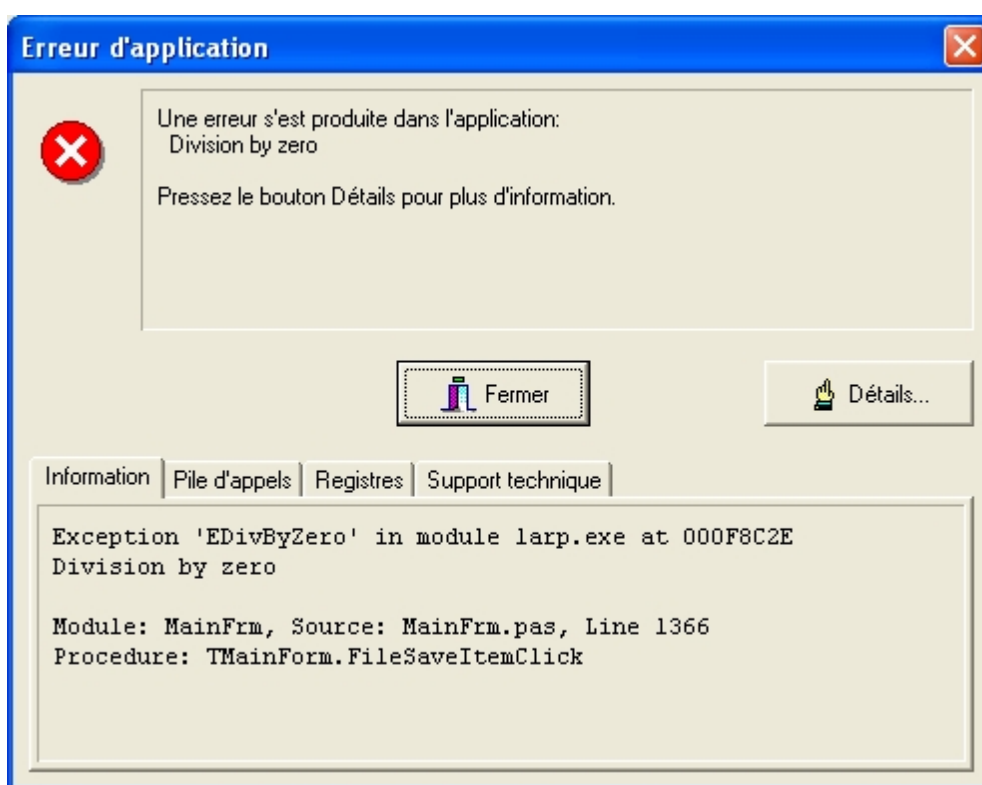 Erreur d'application
Une erreur s'est produite dans l'application:
Division by zero
Pressez le bouton Détails pour plus d'information.
Fermer
Détails...
Information
Pile d'appels
Registres
Support technique
Exception 'EDivByZero' in module larp.exe at 000F8C2E
Division by zero
Module: MainFrm, Source: MainFrm.pas, Line 1366
Procedure: TMainForm.FileSaveItemClick